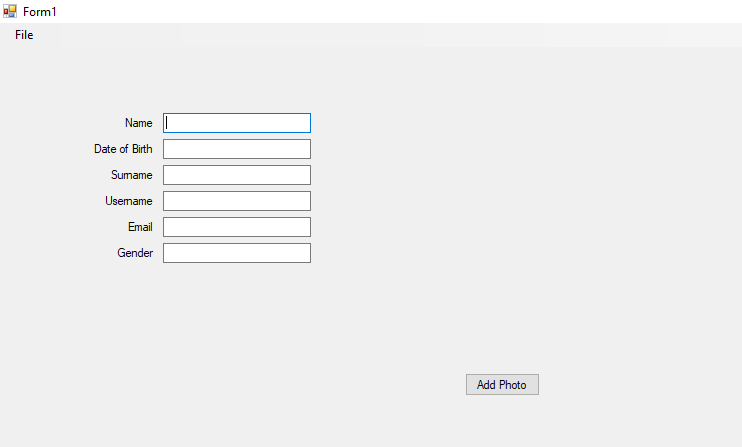 Form1
File
Name
Date of Birth
Surname
Username
Email
Gender
Add Photo